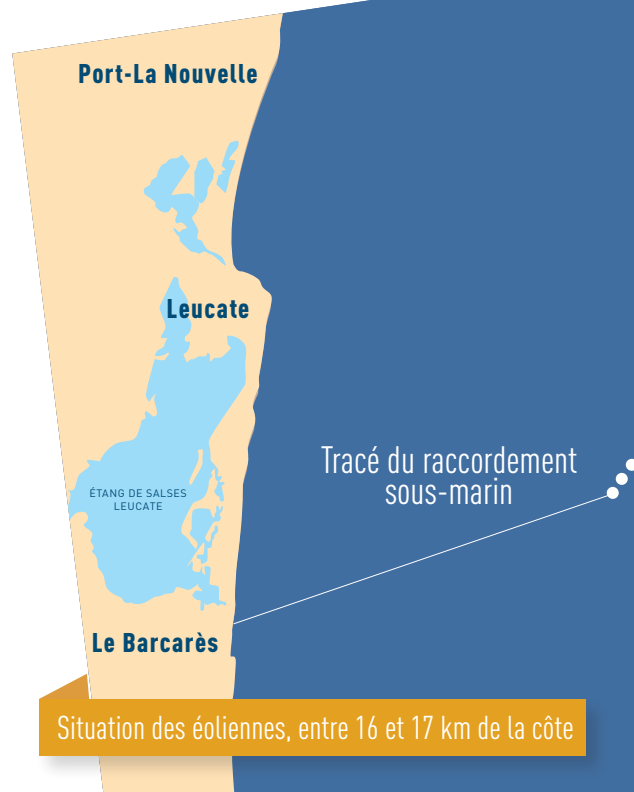 Port-La Nouvelle
Leucate
Tracé du raccordement
sous-marin
ÉTANG DE SALSES
LEUCATE
Le Barcarès
Situation des éoliennes, entre 16 et 17 km de la côte